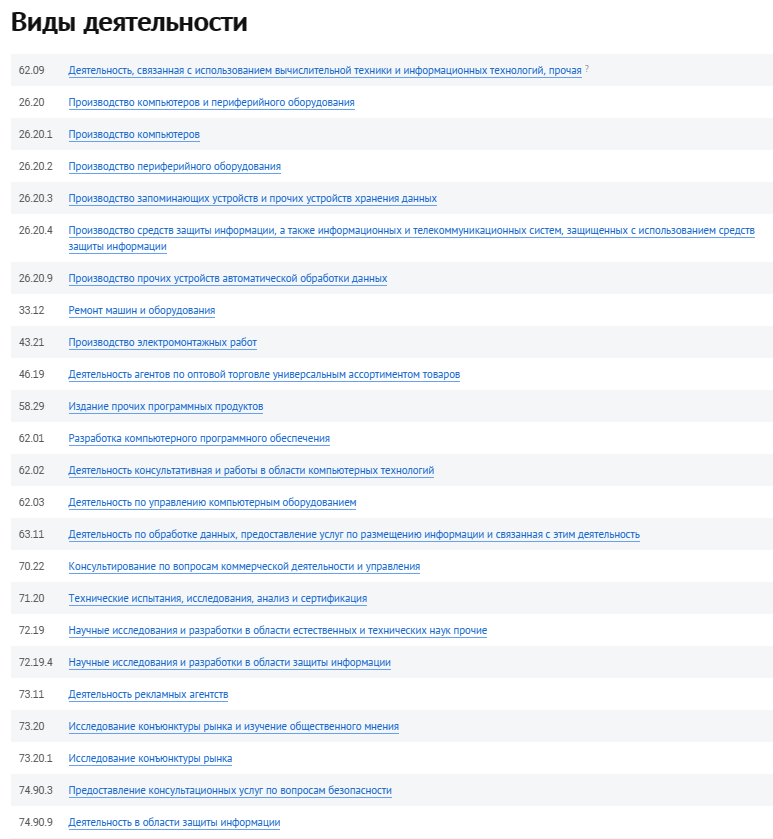 Виды деятельности
62.09 Деятельность, связанная с использованием вычислительной техники и информационных технологий, прочая ?
26.20 Производство компьютеров и периферийного оборудования
26.20.1 Производство компьютеров
26.20.2 Производство периферийного оборудования
26.20.3 Производство запоминающих устройств и прочих устройств хранения данных
26.20.4 Производство средств защиты информации, а также информационных и телекоммуникационных систем, защищенных с использованием средств
защиты информации
26.20.9 Производство прочих устройств автоматической обработки данных
33.12 Ремонт машин и оборудования
43.21 Производство электромонтажных работ
46.19 Деятельность агентов по оптовой торговле универсальным ассортиментом товаров
58.29 Издание прочих программных продуктов
62.01 Разработка компьютерного программного обеспечения
62.02 Деятельность консультативная и работы в области компьютерных технологий
62.03 Деятельность по управлению компьютерным оборудованием
63.11 Деятельность по обработке данных, предоставление услуг по размещению информации и связанная с этим деятельность
70.22 Консультирование по вопросам коммерческой деятельности и управления
71.20 Технические испытания, исследования, анализ и сертификация
72.19 Научные исследования и разработки в области естественных и технических наук прочие
72.19.4 Научные исследования и разработки в области защиты информации
73.11 Деятельность рекламных агентств
73.20 Исследование конъюнктуры рынка и изучение общественного мнения
73.20.1 Исследование конъюнктуры рынка
74.90.3 Предоставление консультационных услуг по вопросам безопасности
74.90.9 Деятельность в области защиты информации